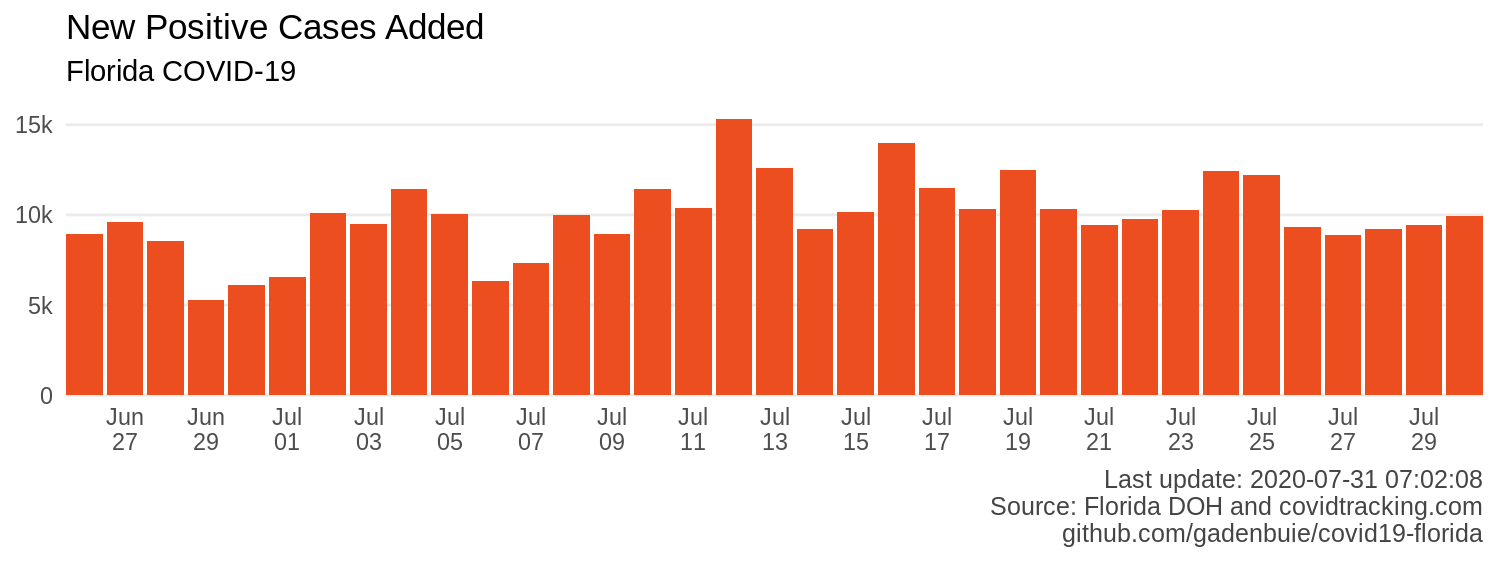 New Positive Cases Added
Florida COVID-19
15k
10k
5k
0
Jun Jun Jul Jul Jul Jul Jul Jul Jul Jul Jul Jul Jul Jul Jul Jul Jul
27 29 01 03 05 07 09 11 13 15 17 19 21 23 25 27 29
Last update: 2020-07-31 07:02:08
Source: Florida DOH and covidtracking.com
github.com/gadenbuie/covid19-florida